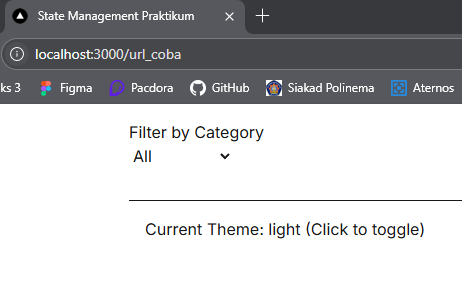 State Management Praktikum
localhost:3000/url_coba
ks 3 Figma Pacdora GitHub Siakad Polinema Aternos
Filter by Category
All
Current Theme: light (Click to toggle)